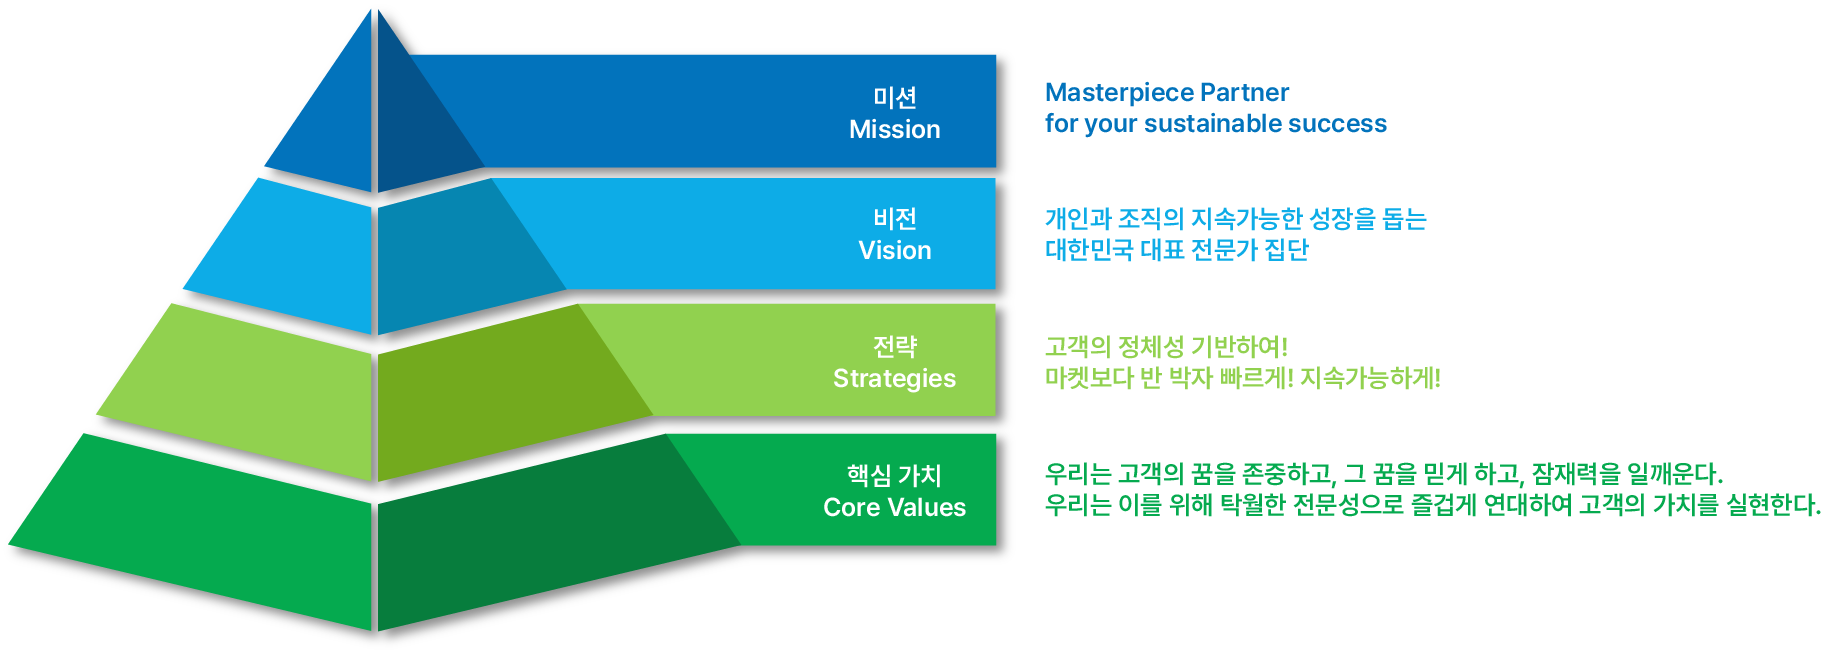 미션
Mission
Masterpiece Partner
for your sustainable success
비전
Vision
개인과 조직의 지속가능한 성장을 돕는
대한민국 대표 전문가 집단
전략
Strategies
고객의 정체성 기반하여!
마켓보다 반 박자 빠르게! 지속가능하게!
핵심 가치
Core Values
우리는 고객의 꿈을 존중하고, 그 꿈을 믿게 하고, 잠재력을 일깨운다.
우리는 이를 위해 탁월한 전문성으로 즐겁게 연대하여 고객의 가치를 실현한다.